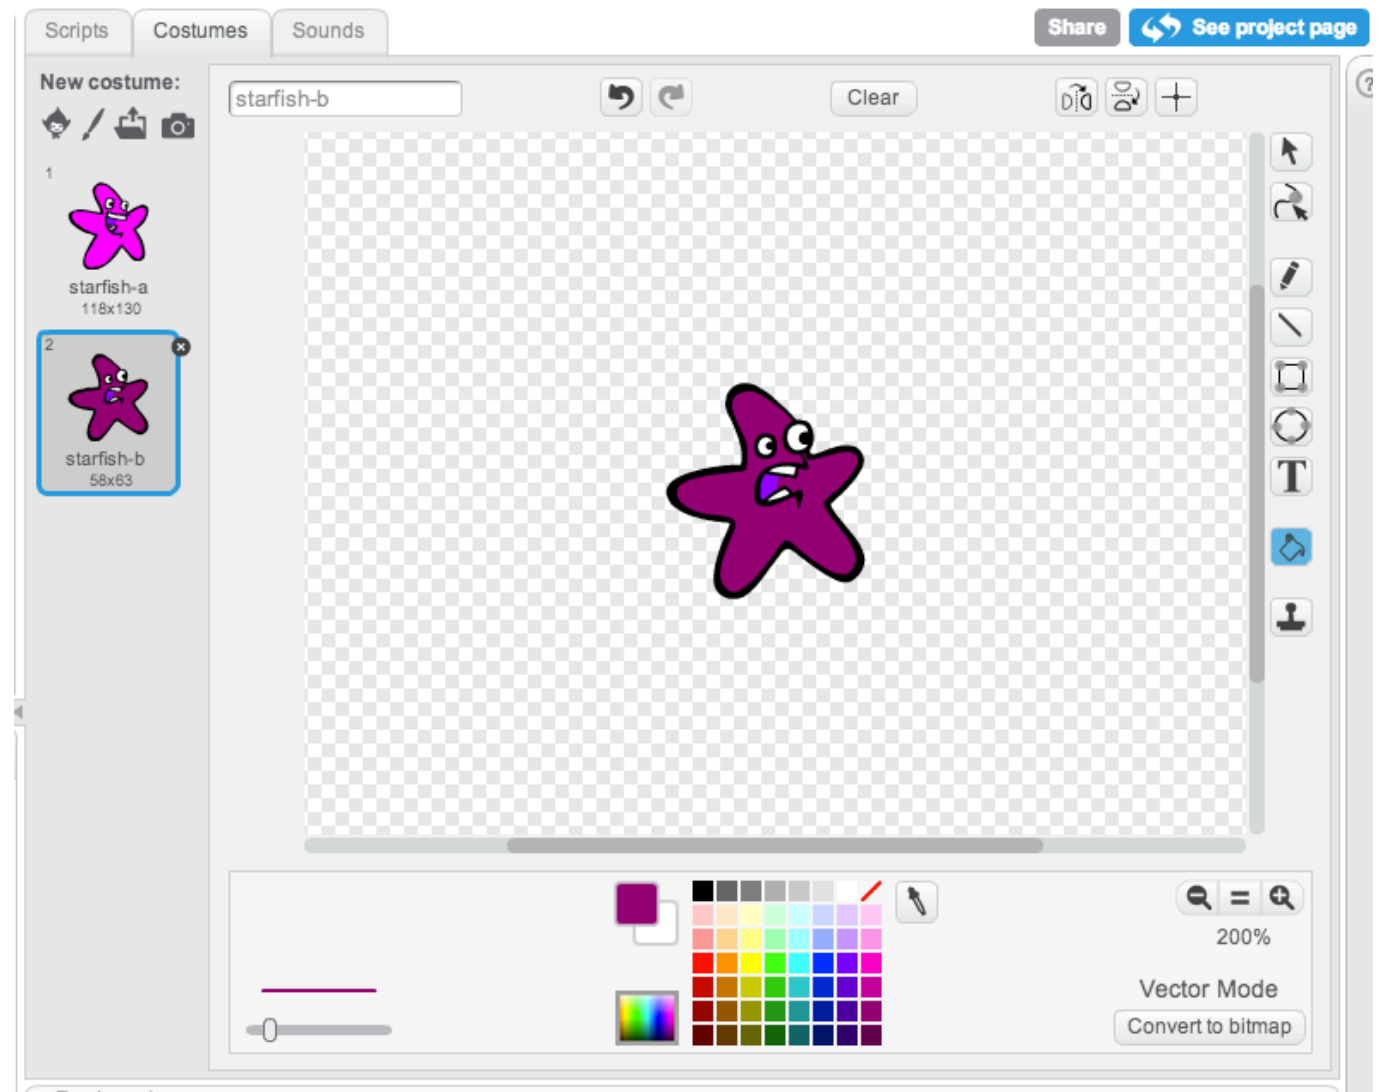 Scripts Costumes Sounds Share See project page
New costume:
starfish-b Clear
1
starfish-a
118x130
2
starfish-b
58x63
T
200%
Vector Mode
Convert to bitmap